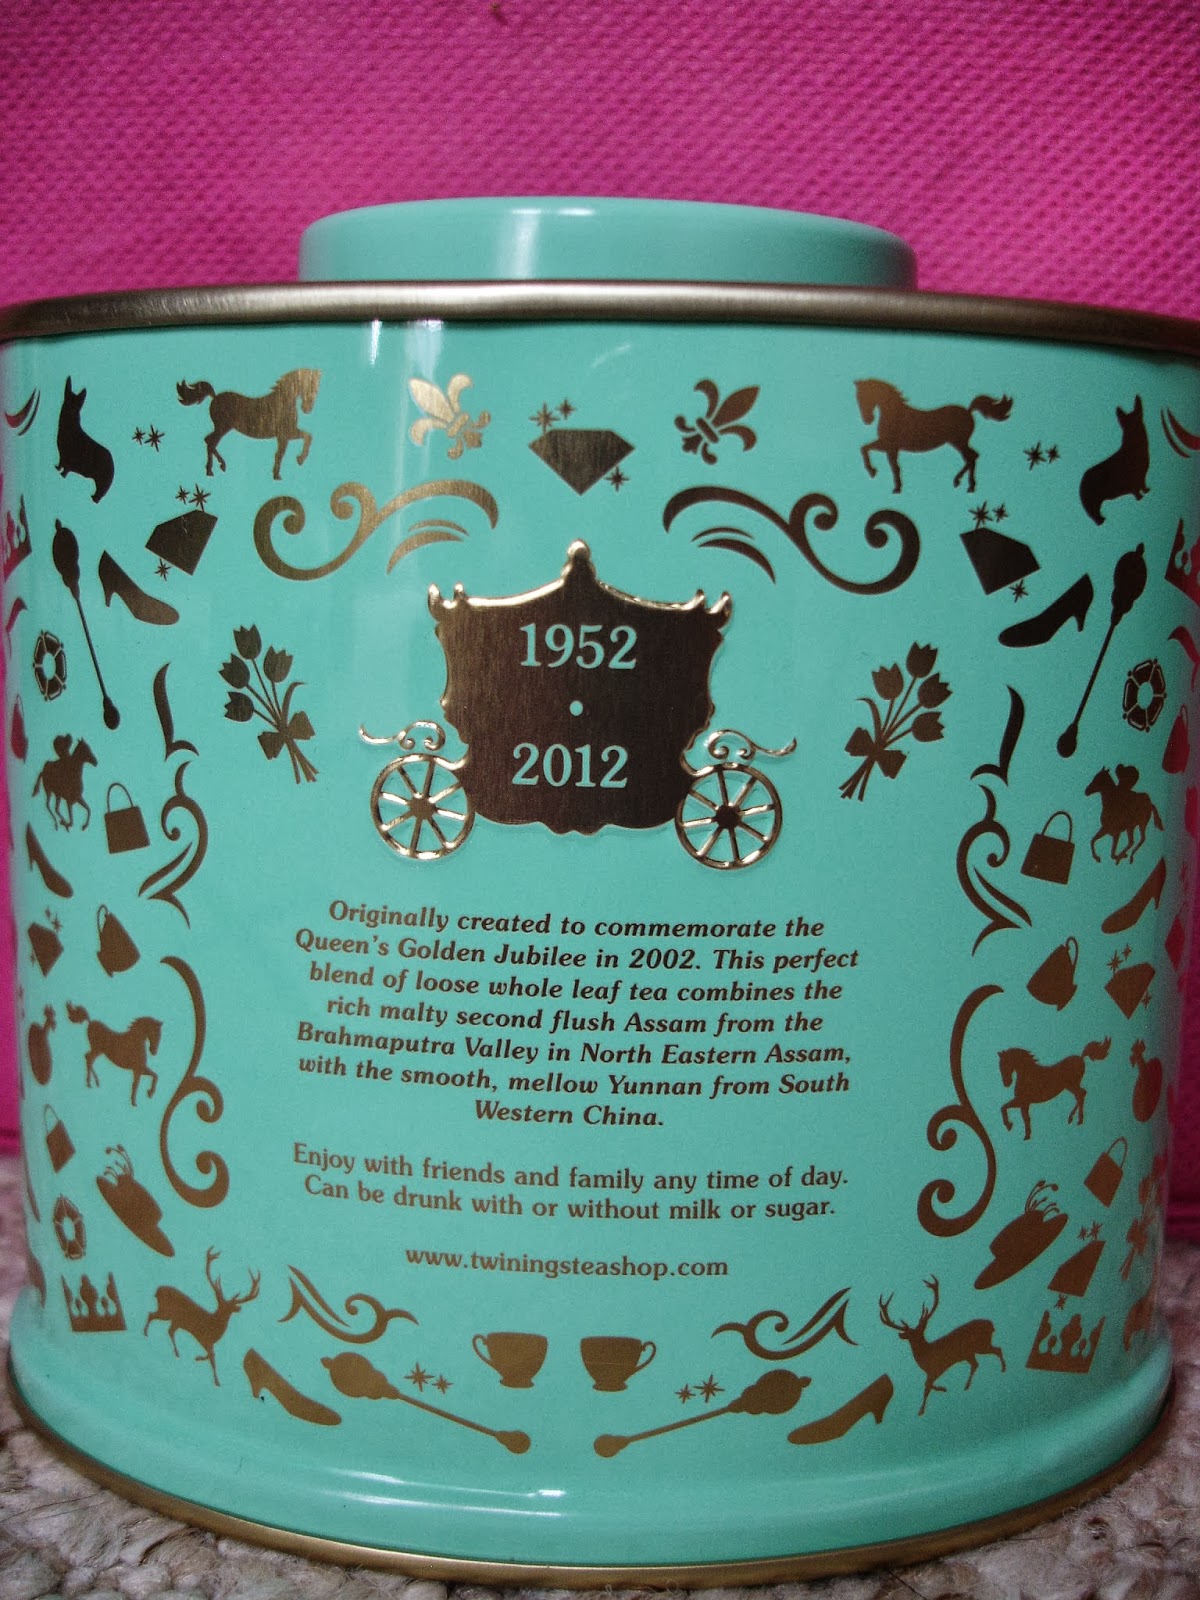 1952
•
2012
Originally created to commemorate the
Queen's Golden Jubilee in 2002. This perfect
blend of loose whole leaf tea combines the
rich malty second flush Assam from the
Brahmaputra Valley in North Eastern Assam,
with the smooth, mellow Yunnan from South
Western China.
Enjoy with friends and family any time of day.
Can be drunk with or without milk or sugar.
www.twiningsteashop.com